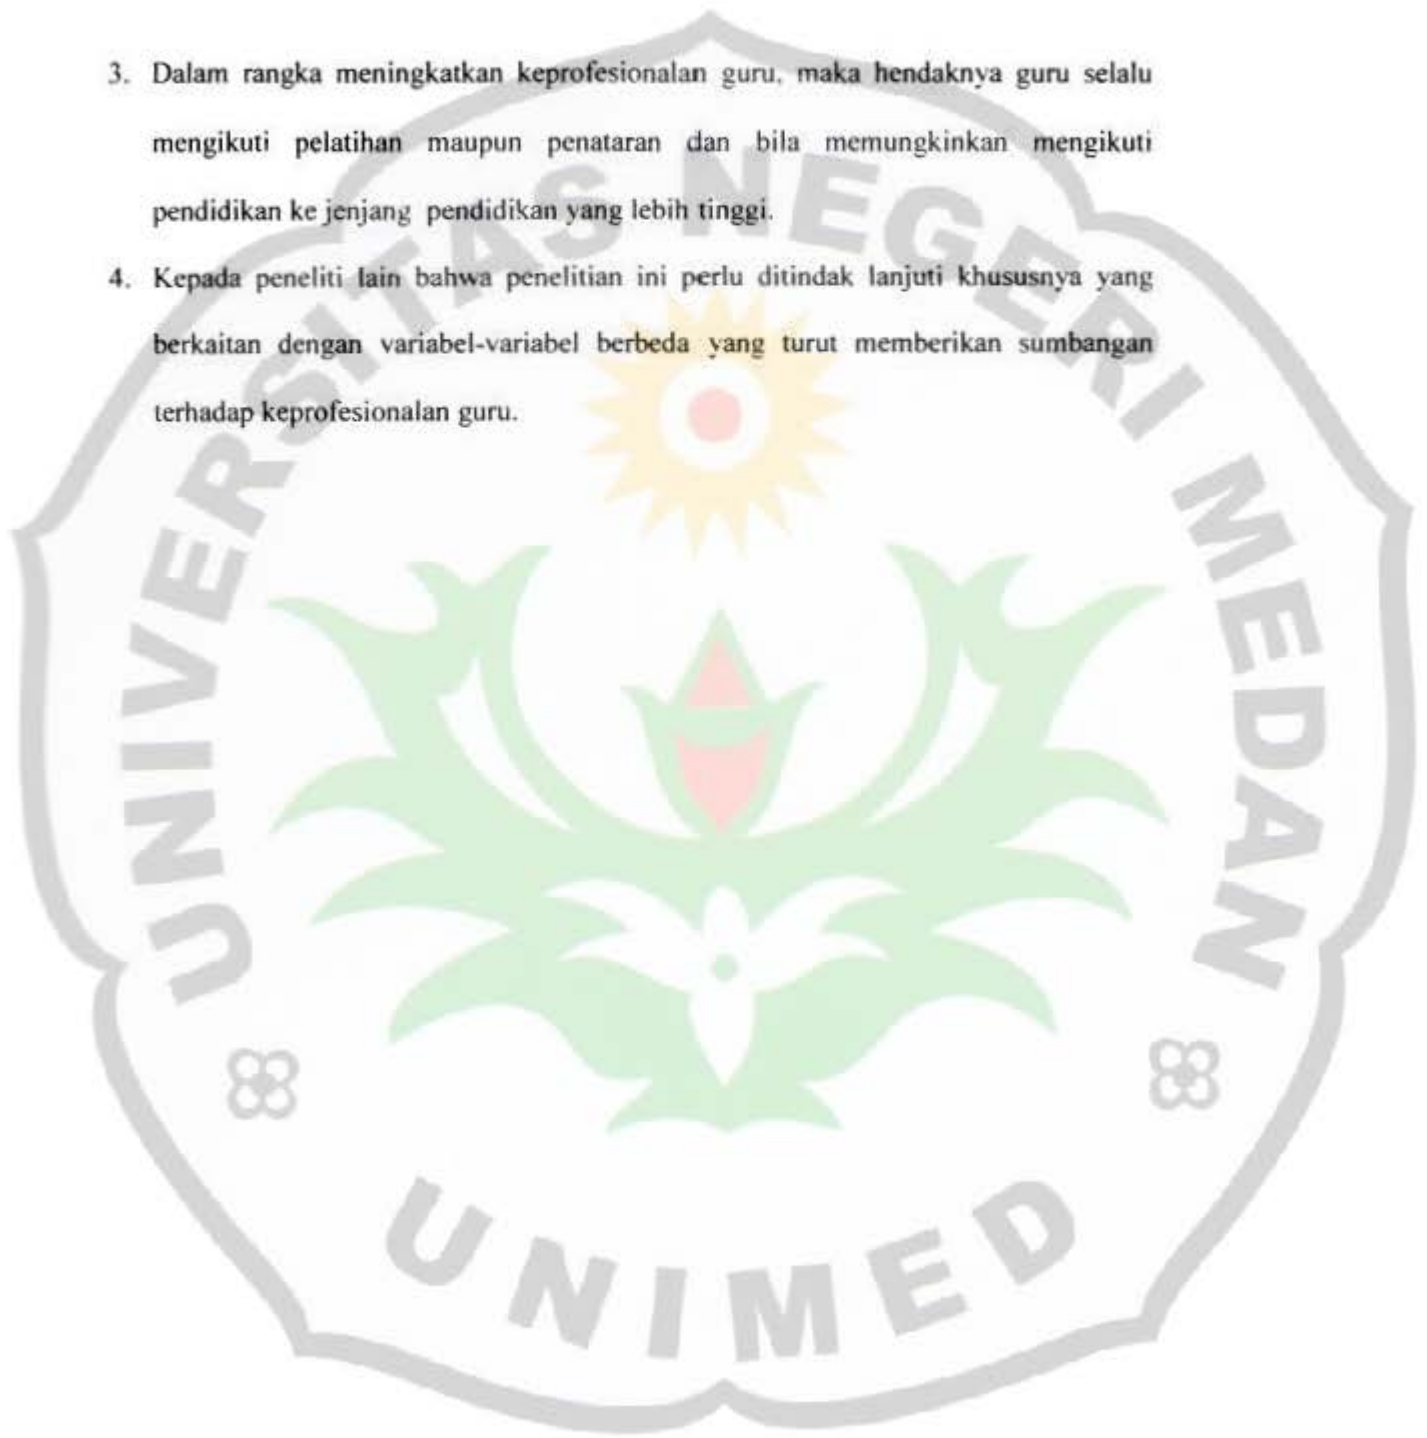 3. Dalam rangka meningkatkan keprofesionalan guru, maka hendaknya guru selalu
mengikuti pelatihan maupun penataran dan bila memungkinkan mengikuti
pendidikan ke jenjang pendidikan yang lebih tinggi.
4. Kepada peneliti lain bahwa penelitian ini perlu ditindak lanjuti khususnya yang
berkaitan dengan variabel-variabel berbeda yang turut memberikan sumbangan
terhadap keprofesionalan guru.
UNIVERSITAS NEGERI MEDAN
UNIMED